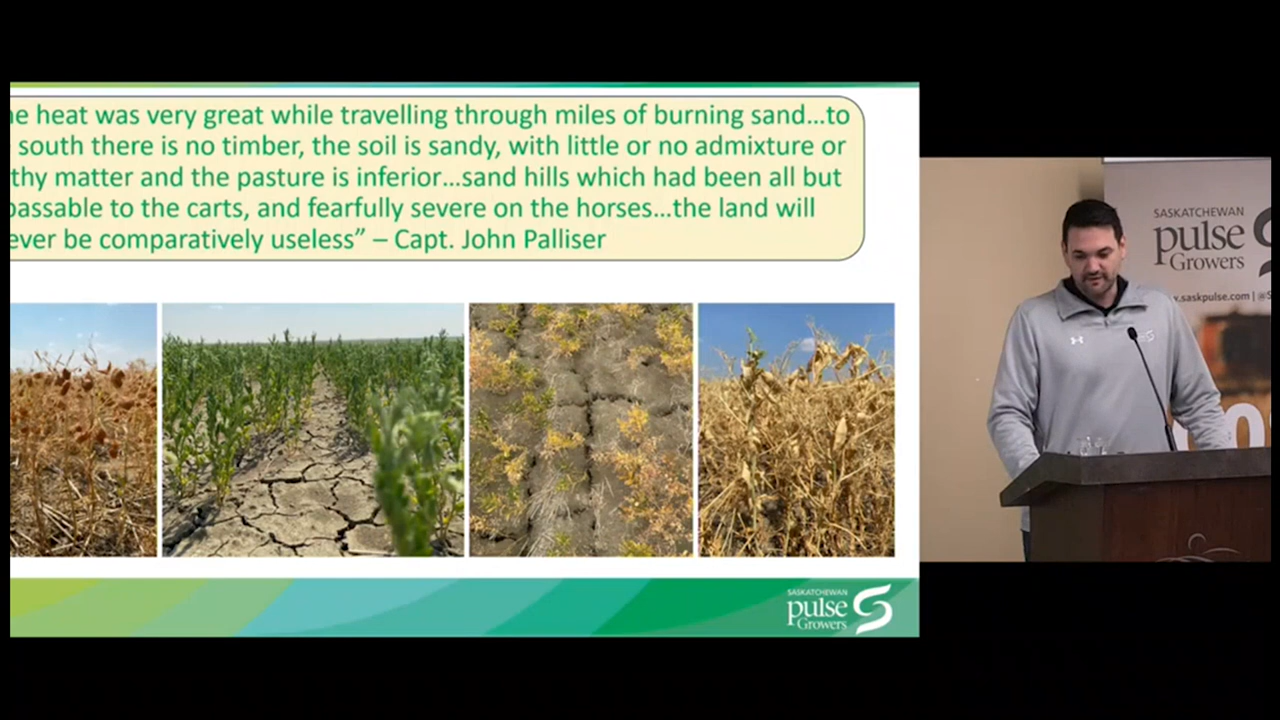 e heat was very great while travelling through miles of burning sand...to
south there is no timber, the soil is sandy, with little or no admixture or
thy matter and the pasture is inferior...sand hills which had been all but
passable to the carts, and fearfully severe on the horses...the land will
ever be comparatively useless” – Capt. John Palliser
SASKATCHEWAN
pulse
Growers
.saskpulse.com | @S
SASKATCHEWAN
pulse
Growers